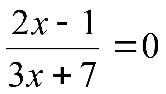 (2x - 1)/(3x + 7) = 0